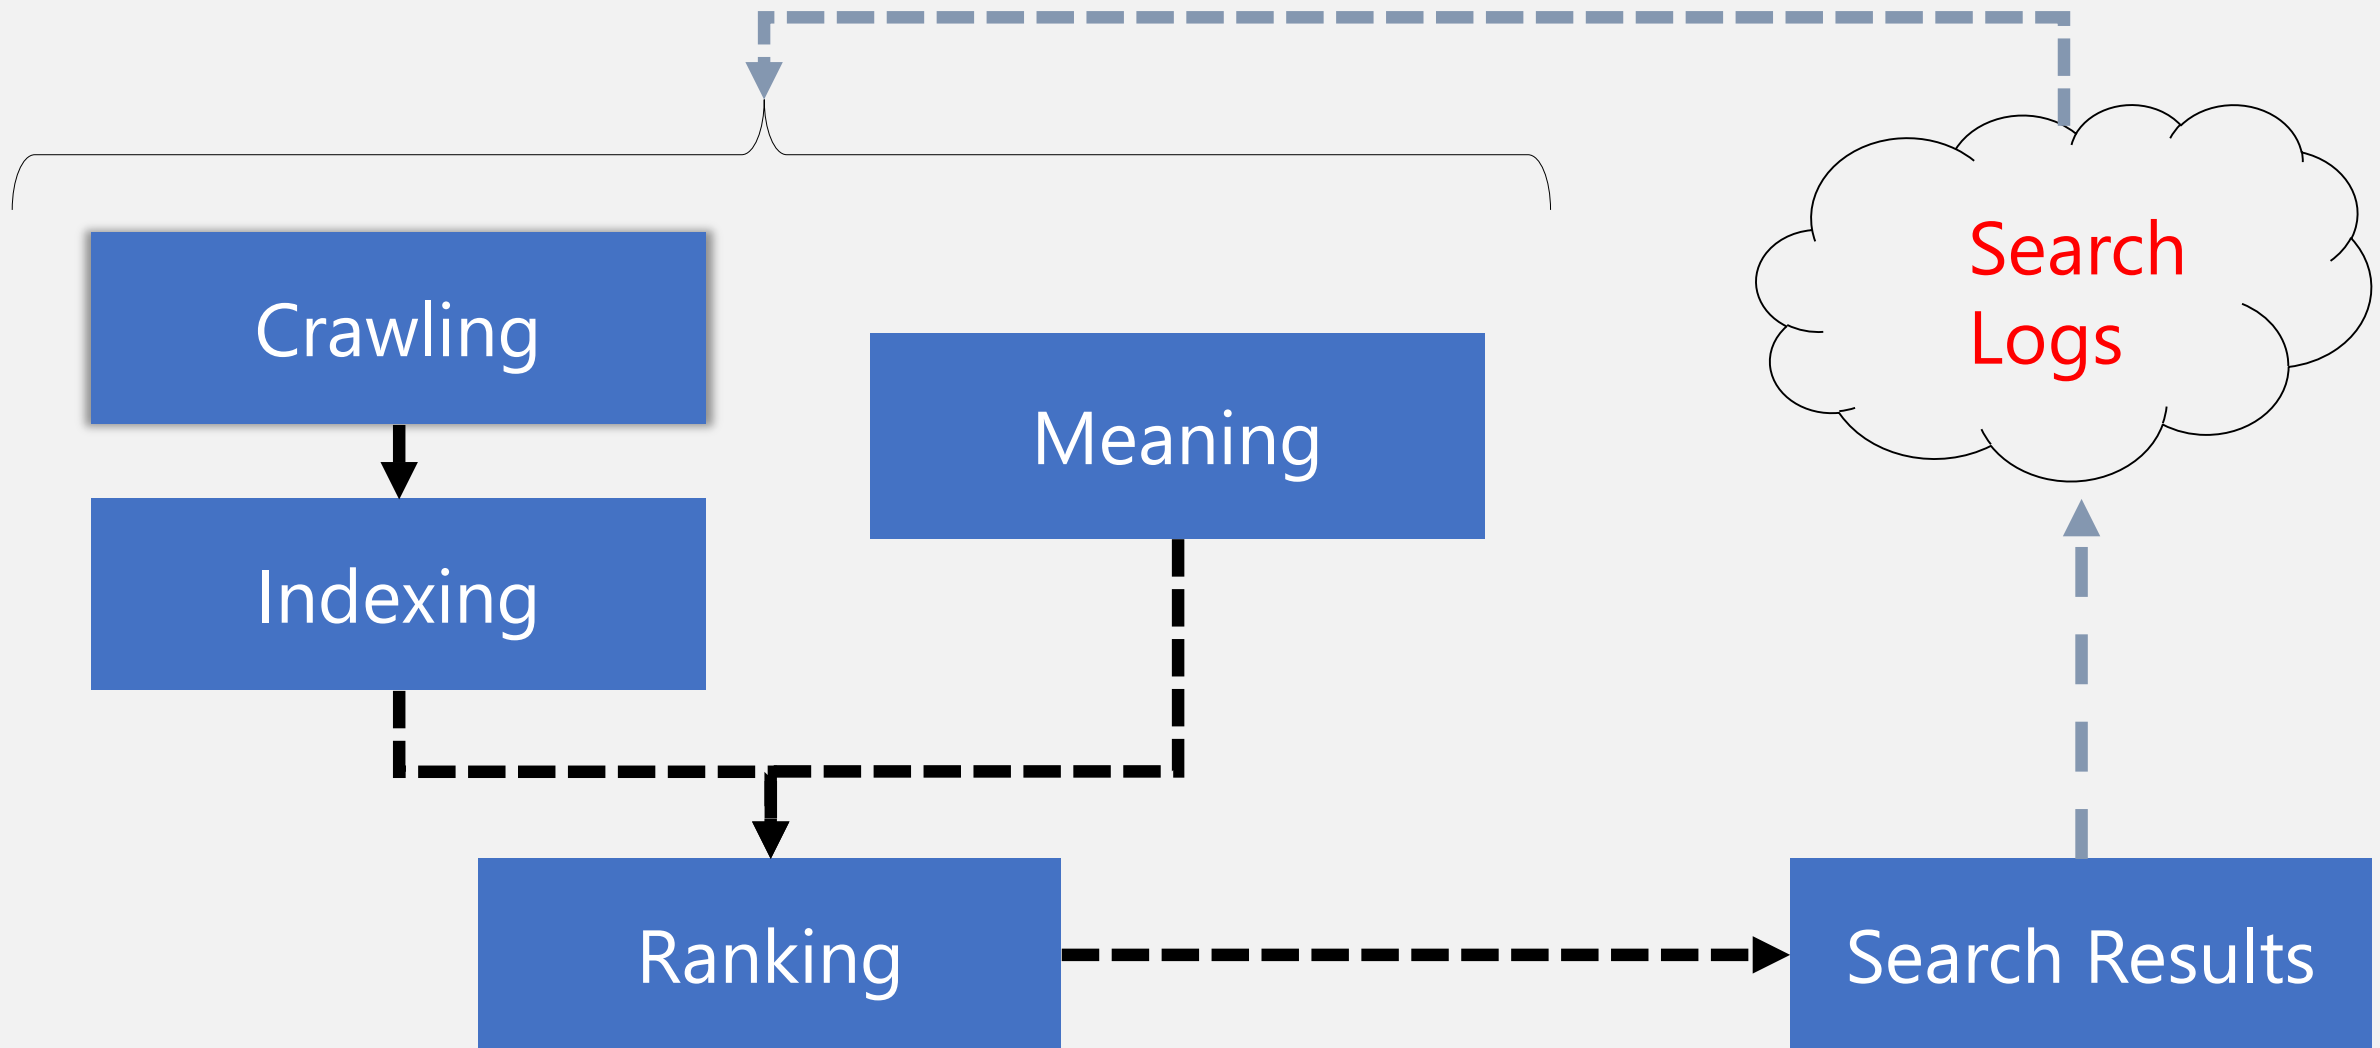 Crawling
Meaning
Indexing
Ranking
Search
Logs
Search Results